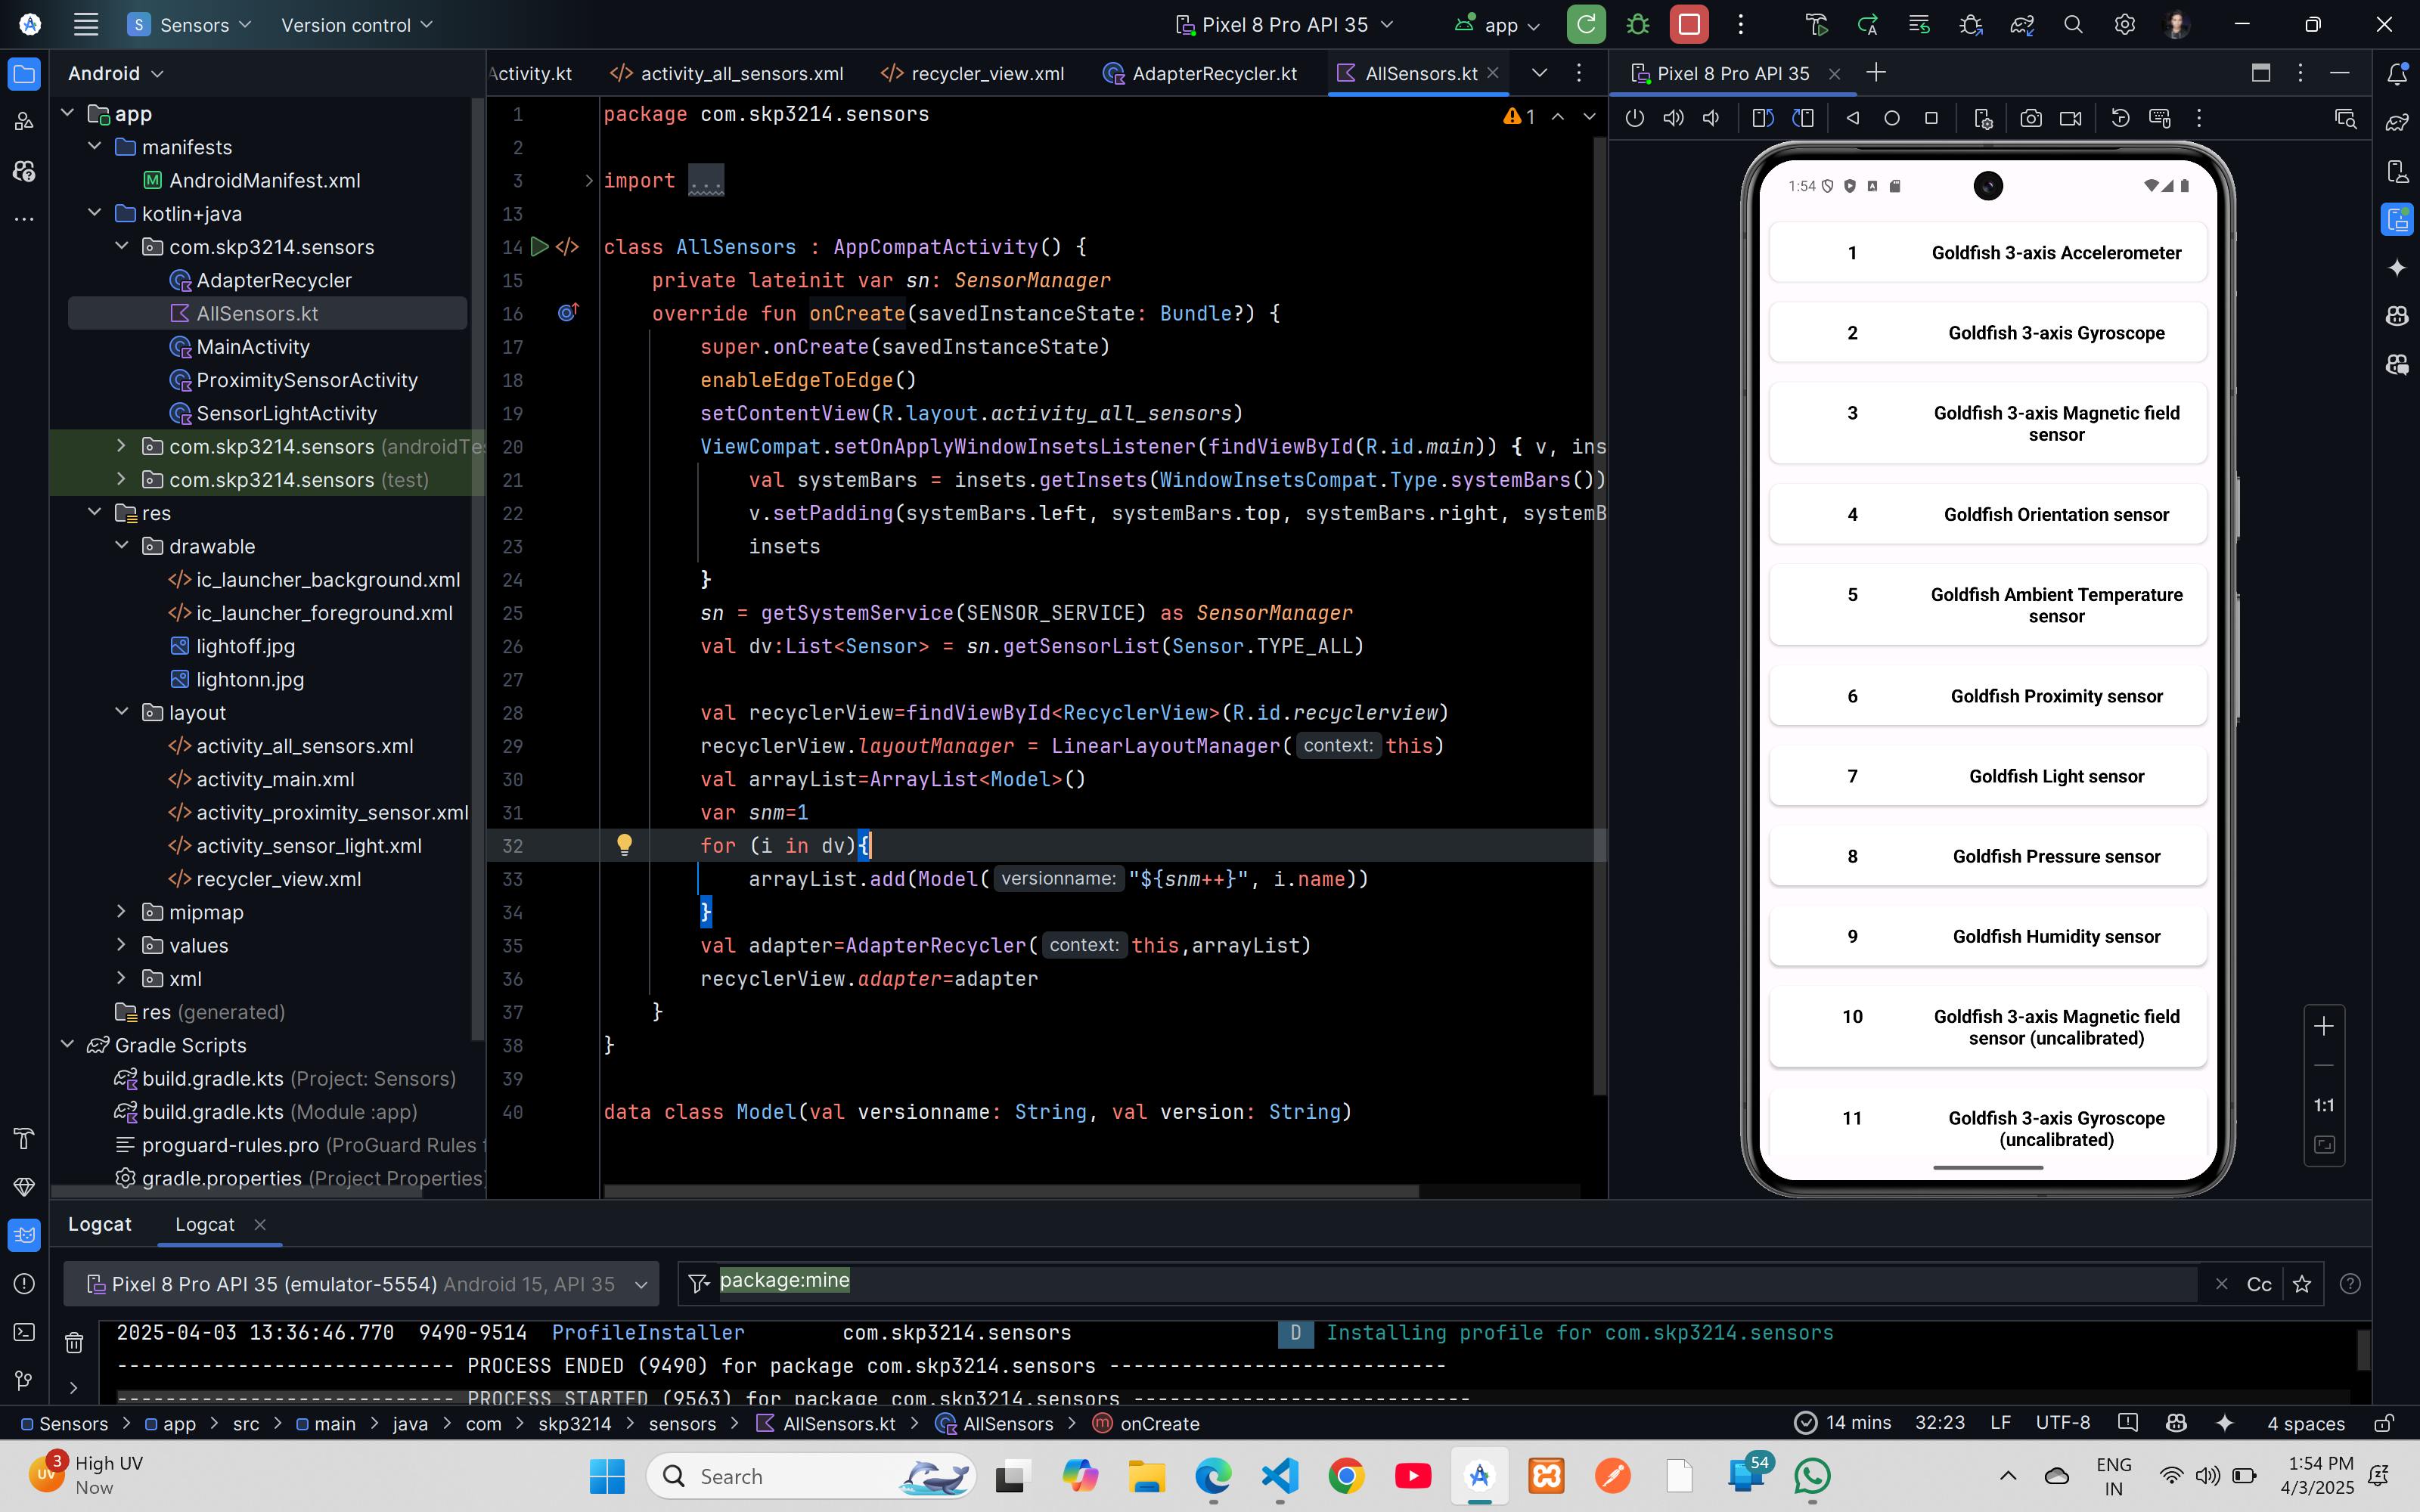 S Sensors Version control Pixel 8 Pro API 35 app
Android
Activity.kt activity_all_sensors.xml recycler_view.xml AdapterRecycler.kt AllSensors.kt
Pixel 8 Pro API 35
app
manifests
AndroidManifest.xml
kotlin+java
com.skp3214.sensors
AdapterRecycler
AllSensors.kt
MainActivity
ProximitySensorActivity
SensorLightActivity
com.skp3214.sensors (androidTe
com.skp3214.sensors (test)
res
drawable
ic_launcher_background.xml
ic_launcher_foreground.xml
lightoff.jpg
lightonn.jpg
layout
activity_all_sensors.xml
activity_main.xml
activity_proximity_sensor.xml
activity_sensor_light.xml
recycler_view.xml
mipmap
values
xml
res (generated)
Gradle Scripts
build.gradle.kts (Project: Sensors)
build.gradle.kts (Module :app)
proguard-rules.pro (ProGuard Rules f
gradle.properties (Project Properties)
1 package com.skp3214.sensors
1
2
3 import ...
13
14 class AllSensors : AppCompatActivity() {
15 private lateinit var sn: SensorManager
16 override fun onCreate(savedInstanceState: Bundle?) {
17 super.onCreate(savedInstanceState)
18 enableEdgeToEdge()
19 setContentView(R.layout.activity_all_sensors)
20 ViewCompat.setOnApplyWindowInsetsListener(findViewById(R.id.main)) { v, ins
21 val systemBars = insets.getInsets(WindowInsetsCompat.Type.systemBars())
22 v.setPadding(systemBars.left, systemBars.top, systemBars.right, systemB
23 insets
24 }
25 sn = getSystemService(SENSOR_SERVICE) as SensorManager
26 val dv:List<Sensor> = sn.getSensorList(Sensor.TYPE_ALL)
27
28 val recyclerView=findViewById<RecyclerView>(R.id.recyclerview)
29 recyclerView.layoutManager = LinearLayoutManager( context: this)
30 val arrayList=ArrayList<Model>()
31 var snm=1
32 for (i in dv){
33 arrayList.add(Model( versionname: "${snm++}", i.name))
34 }
35 val adapter=AdapterRecycler( context: this,arrayList)
36 recyclerView.adapter=adapter
37 }
38 }
39
40 data class Model(val versionname: String, val version: String)
1:54
1 Goldfish 3-axis Accelerometer
2 Goldfish 3-axis Gyroscope
3 Goldfish 3-axis Magnetic field
sensor
4 Goldfish Orientation sensor
5 Goldfish Ambient Temperature
sensor
6 Goldfish Proximity sensor
7 Goldfish Light sensor
8 Goldfish Pressure sensor
9 Goldfish Humidity sensor
10 Goldfish 3-axis Magnetic field
sensor (uncalibrated)
11 Goldfish 3-axis Gyroscope
(uncalibrated)
1:1
Logcat Logcat
Pixel 8 Pro API 35 (emulator-5554) Android 15, API 35 package:mine Cc
2025-04-03 13:36:46.770 9490-9514 ProfileInstaller com.skp3214.sensors D Installing profile for com.skp3214.sensors
---------------------------- PROCESS ENDED (9490) for package com.skp3214.sensors ----------------------------
---------------------------- PROCESS STARTED (9563) for package com.skp3214.sensors ----------------------------
Sensors > app > src > main > java > com > skp3214 > sensors > AllSensors.kt > AllSensors > onCreate 14 mins 32:23 LF UTF-8 4 spaces
3 UV High UV
Now
Search
54
ENG
IN
1:54 PM
4/3/2025